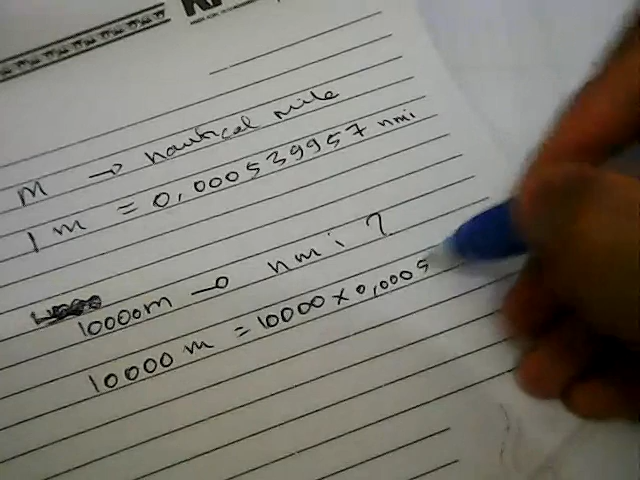 m → nautical mile
1 m = 0,000539957 nmi
10000m → nmi ?
10000 m = 10000 x 0,0005